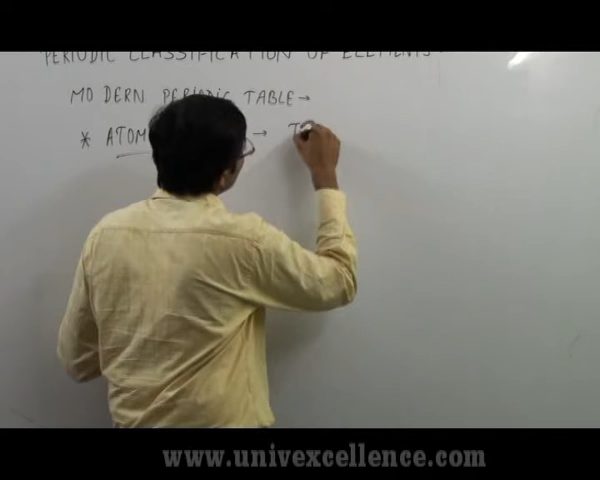 PERIODIC CLASSIFICATION OF ELEMENTS
MODERN PERIODIC TABLE →
* ATOM →
www.univexcellence.com